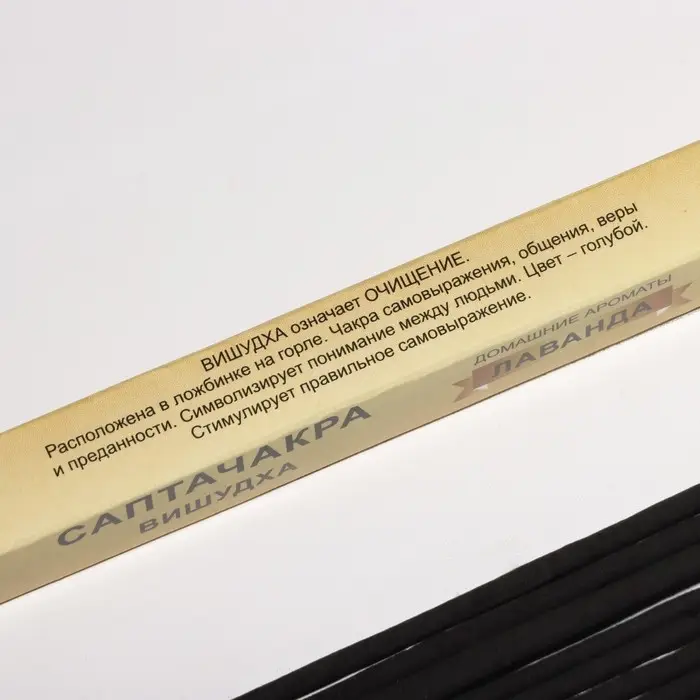 ВИШУДХА означает ОЧИЩЕНИЕ.
Расположена в ложбинке на горле. Чакра самовыражения, общения, веры
и преданности. Символизирует понимание между людьми. Цвет – голубой.
Стимулирует правильное самовыражение.
САПТАЧАКРА
ВИШУДХА
ДОМАШНИЕ АРОМАТЫ
ЛАВАНДА